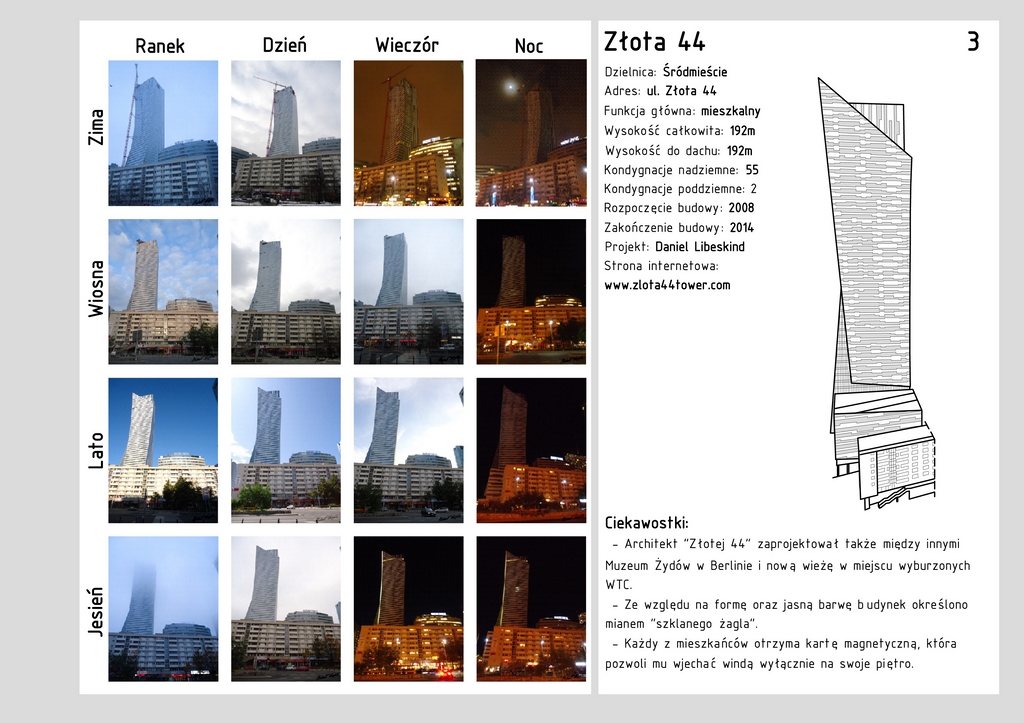 Ranek Dzień Wieczór Noc
Zima
Wiosna
Lato
Jesień
Złota 44 3
Dzielnica: Śródmieście
Adres: ul. Złota 44
Funkcja główna: mieszkalny
Wysokość całkowita: 192m
Wysokość do dachu: 192m
Kondygnacje nadziemne: 55
Kondygnacje poddziemne: 2
Rozpoczęcie budowy: 2008
Zakończenie budowy: 2014
Projekt: Daniel Libeskind
Strona internetowa:
www.zlota44tower.com
Ciekawostki:
- Architekt "Złotej 44" zaprojektował także między innymi
Muzeum Żydów w Berlinie i nową wieżę w miejscu wyburzonych
WTC.
- Ze względu na formę oraz jasną barwę budynek określono
mianem "szklanego żagla".
- Każdy z mieszkańców otrzyma kartę magnetyczną, która
pozwoli mu wjechać windą wyłącznie na swoje piętro.